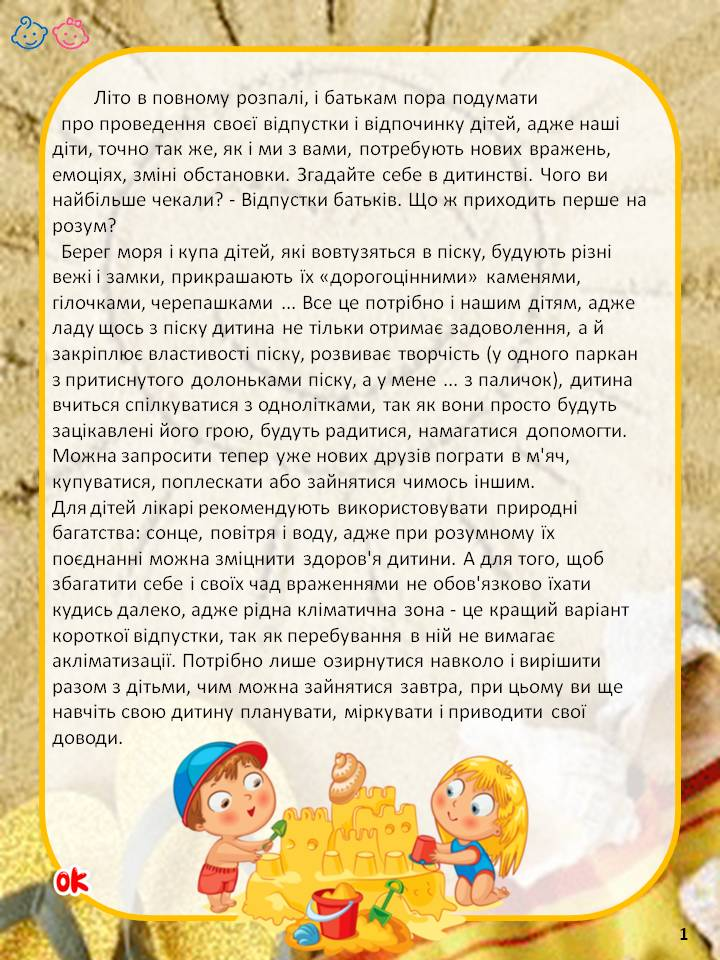 Літо в повному розпалі, і батькам пора подумати
про проведення своєї відпустки і відпочинку дітей, адже наші
діти, точно так же, як і ми з вами, потребують нових вражень,
емоціях, зміні обстановки. Згадайте себе в дитинстві. Чого ви
найбільше чекали? - Відпустки батьків. Що ж приходить перше на
розум?
Берег моря і купа дітей, які вовтузяться в піску, будують різні
вежі і замки, прикрашають їх «дорогоцінними» каменями,
гілочками, черепашками ... Все це потрібно і нашим дітям, адже
ладу щось з піску дитина не тільки отримає задоволення, а й
закріплює властивості піску, розвиває творчість (у одного паркан
з притиснутого долоньками піску, а у мене ... з паличок), дитина
вчиться спілкуватися з однолітками, так як вони просто будуть
зацікавлені його грою, будуть радитися, намагатися допомогти.
Можна запросити тепер уже нових друзів пограти в м'яч,
купуватися, поплескати або зайнятися чимось іншим.
Для дітей лікарі рекомендують використовувати природні
багатства: сонце, повітря і воду, адже при розумному їх
поєднанні можна зміцнити здоров'я дитини. А для того, щоб
збагатити себе і своїх чад враженнями не обов'язково їхати
кудись далеко, адже рідна кліматична зона - це кращий варіант
короткої відпустки, так як перебування в ній не вимагає
акліматизації. Потрібно лише озирнутися навколо і вирішити
разом з дітьми, чим можна зайнятися завтра, при цьому ви ще
навчіть свою дитину планувати, міркувати і приводити свої
доводи.
ОК
1